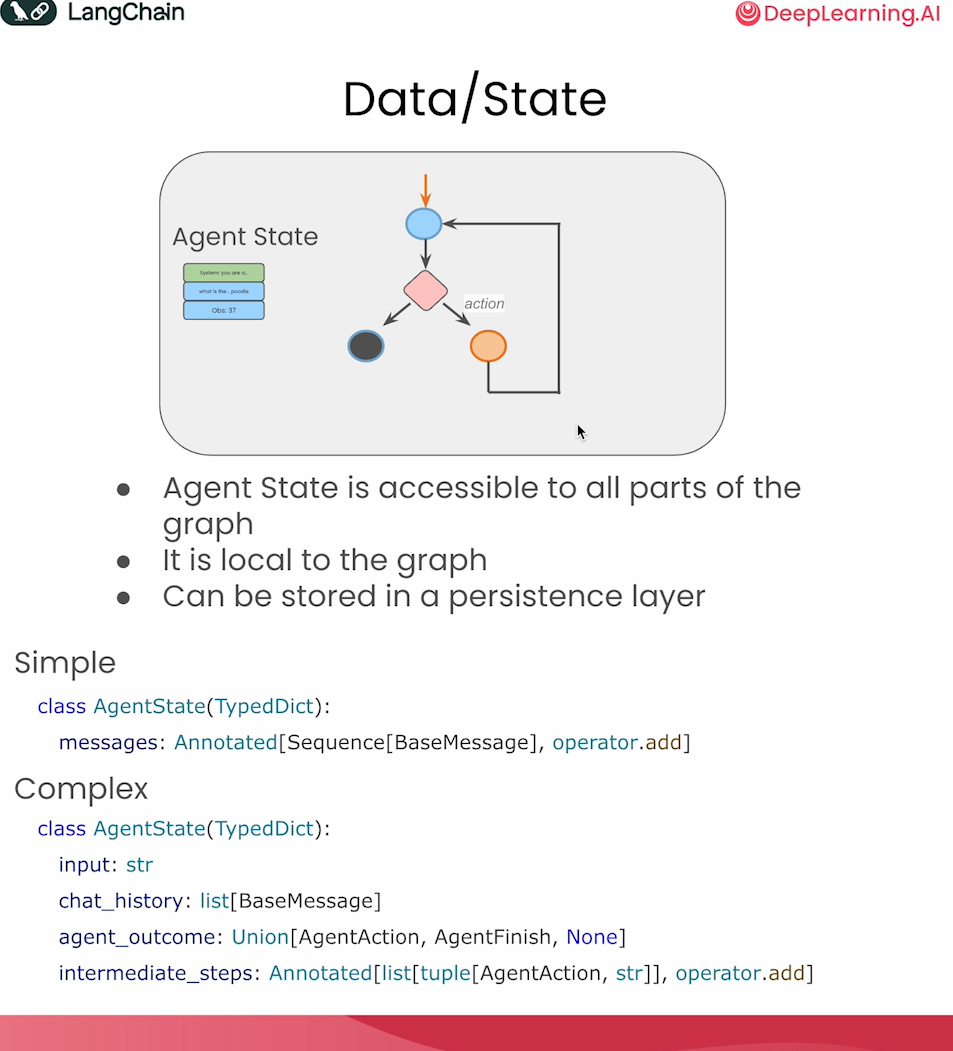 LangChain
DeepLearning.AI
Data/State
Agent State
System: you are a..
what is the .. poodle
Obs: 37
action
● Agent State is accessible to all parts of the
graph
● It is local to the graph
● Can be stored in a persistence layer
Simple
class AgentState(TypedDict):
messages: Annotated[Sequence[BaseMessage], operator.add]
Complex
class AgentState(TypedDict):
input: str
chat_history: list[BaseMessage]
agent_outcome: Union[AgentAction, AgentFinish, None]
intermediate_steps: Annotated[list[tuple[AgentAction, str]], operator.add]